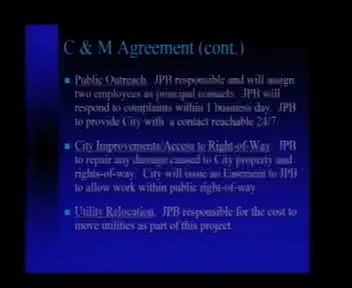 C & M Agreement (cont.)
Public Outreach. JPB responsible and will assign
two employees as principal contacts. JPB will
respond to complaints within 1 business day. JPB
to provide City with a contact reachable 24/7.
City Improvements/Access to Right-of-Way. JPB
to repair any damage caused to City property and
rights-of-way. City will issue an Easement to JPB
to allow work within public right-of-way
Utility Relocation. JPB responsible for the cost to
move utilities as part of this project.